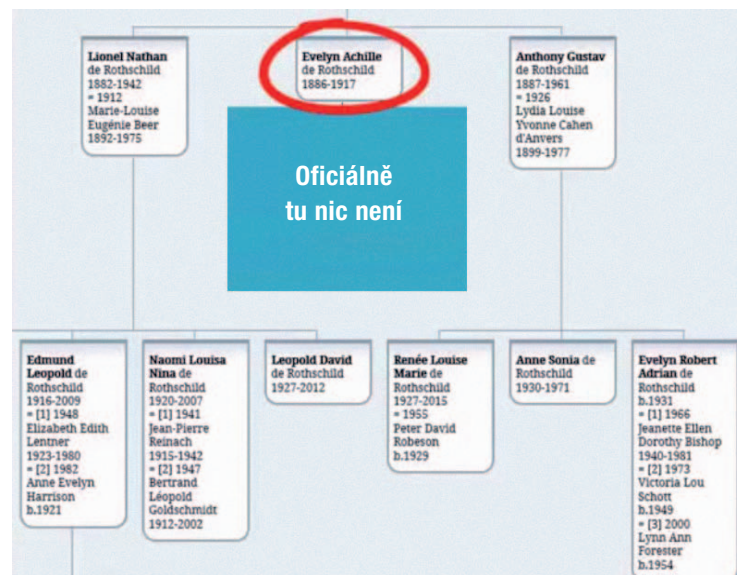 Lionel Nathan
de Rothschild
1882-1942
= 1912
Marie-Louise
Eugénie Beer
1892-1975
Evelyn Achille
de Rothschild
1886-1917
Anthony Gustav
de Rothschild
1887-1961
= 1926
Lydia Louise
Yvonne Cahen
d'Anvers
1899-1977
Oficiálně
tu nic není
Edmund
Leopold de
Rothschild
1916-2009
= [1] 1948
Elizabeth Edith
Lentner
1923-1980
= [2] 1982
Anne Evelyn
Harrison
b.1921
Naomi Louisa
Nina de
Rothschild
1920-2007
= [1] 1941
Jean-Pierre
Reinach
1915-1942
= [2] 1947
Bertrand
Léopold
Goldschmidt
1912-2002
Leopold David
de Rothschild
1927-2012
Renée Louise
Marie de
Rothschild
1927-2015
= 1955
Peter David
Robeson
b.1929
Anne Sonia de
Rothschild
1930-1971
Evelyn Robert
Adrian de
Rothschild
b.1931
= [1] 1966
Jeanette Ellen
Dorothy Bishop
1940-1981
= [2] 1973
Victoria Lou
Schott
b.1949
= [3] 2000
Lynn Ann
Forester
b.1954